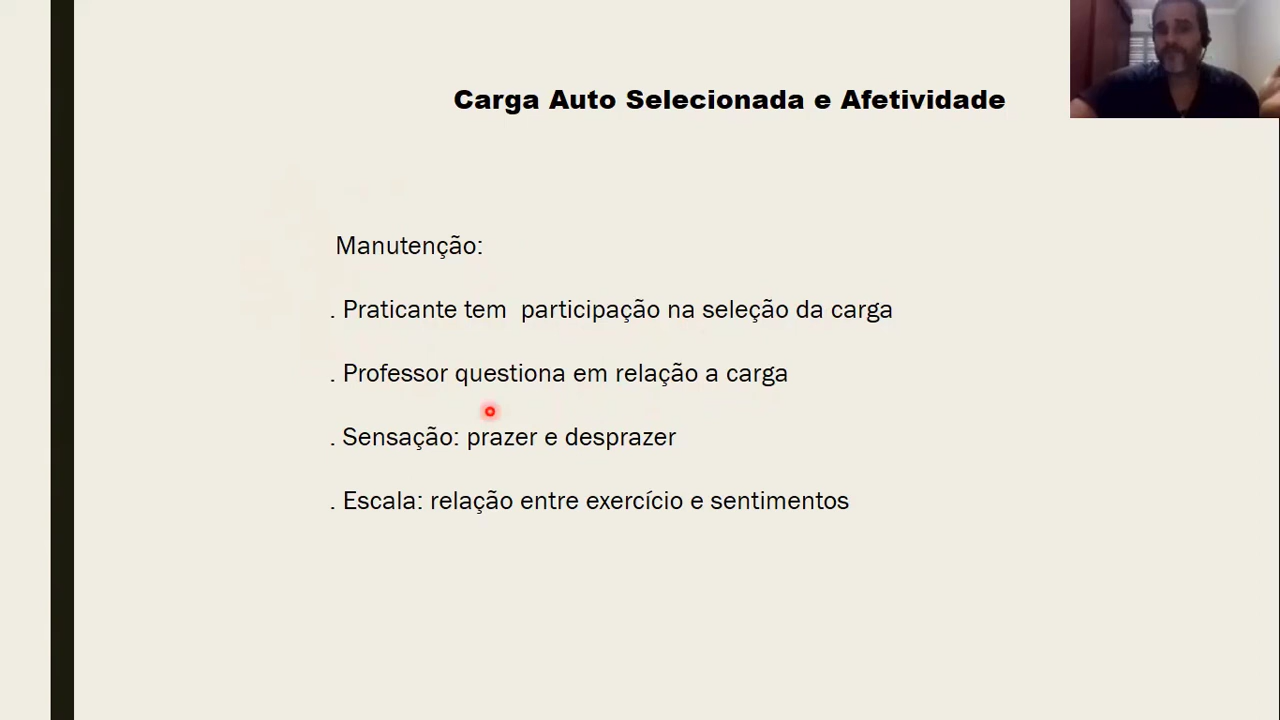 Carga Auto Selecionada e Afetividade
Manutenção:
. Praticante tem participação na seleção da carga
. Professor questiona em relação a carga
. Sensação: prazer e desprazer
. Escala: relação entre exercício e sentimentos